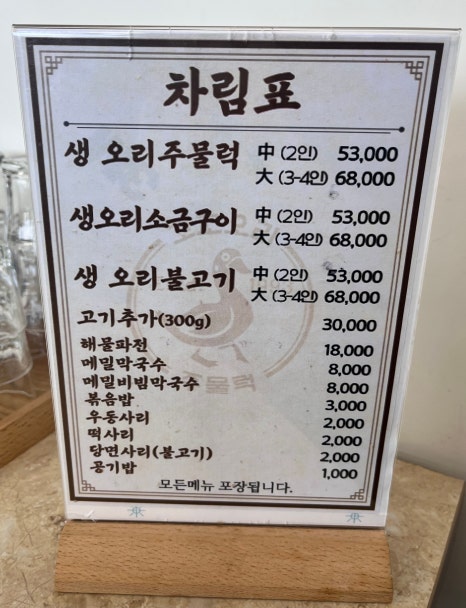 차림표
생 오리주물럭 中 (2인) 53,000
大 (3-4인) 68,000
생오리소금구이 中 (2인) 53,000
大 (3-4인) 68,000
생 오리불고기 中 (2인) 53,000
大 (3-4인) 68,000
고기추가(300g) 30,000
해물파전 18,000
메밀막국수 8,000
메밀비빔막국수 8,000
볶음밥 3,000
우동사리 2,000
떡사리 2,000
당면사리(불고기) 2,000
공기밥 1,000
모든메뉴 포장됩니다.
주물럭